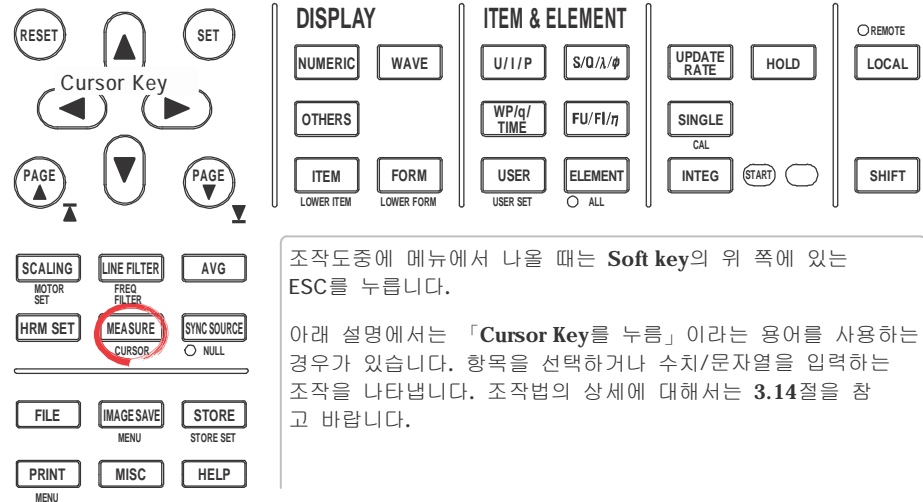 RESET
SET
Cursor Key
PAGE
PAGE
DISPLAY
NUMERIC
WAVE
OTHERS
ITEM
FORM
LOWER ITEM
LOWER FORM
ITEM & ELEMENT
U/I/P
S/Q/λ/ϕ
WP/q/
TIME
FU/FI/η
USER
ELEMENT
USER SET
ALL
UPDATE
RATE
HOLD
SINGLE
CAL
INTEG
START
REMOTE
LOCAL
SHIFT
SCALING
LINE FILTER
AVG
MOTOR
SET
FREQ
FILTER
HRM SET
MEASURE
SYNC SOURCE
CURSOR
NULL
FILE
IMAGE SAVE
STORE
MENU
STORE SET
PRINT
MISC
HELP
MENU
조작도중에 메뉴에서 나올 때는 Soft key의 위 쪽에 있는
ESC를 누릅니다.
아래 설명에서는 「Cursor Key를 누름」이라는 용어를 사용하는
경우가 있습니다. 항목을 선택하거나 수치/문자열을 입력하는
조작을 나타냅니다. 조작법의 상세에 대해서는 3.14절을 참
고 바랍니다.